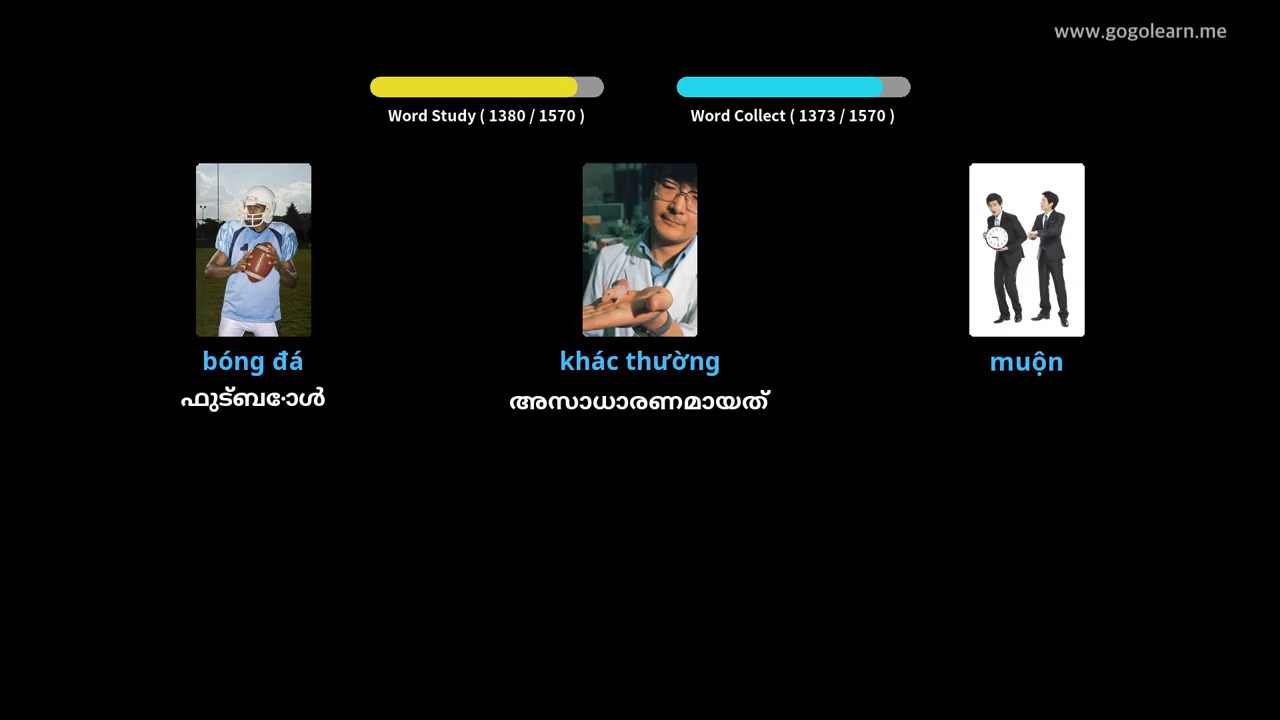 www.gogolearn.me
Word Study ( 1380 / 1570 )
Word Collect ( 1373 / 1570 )
bóng đá
khác thường
muộn
ഫുട്ബോൾ
അസാധാരണമായത്